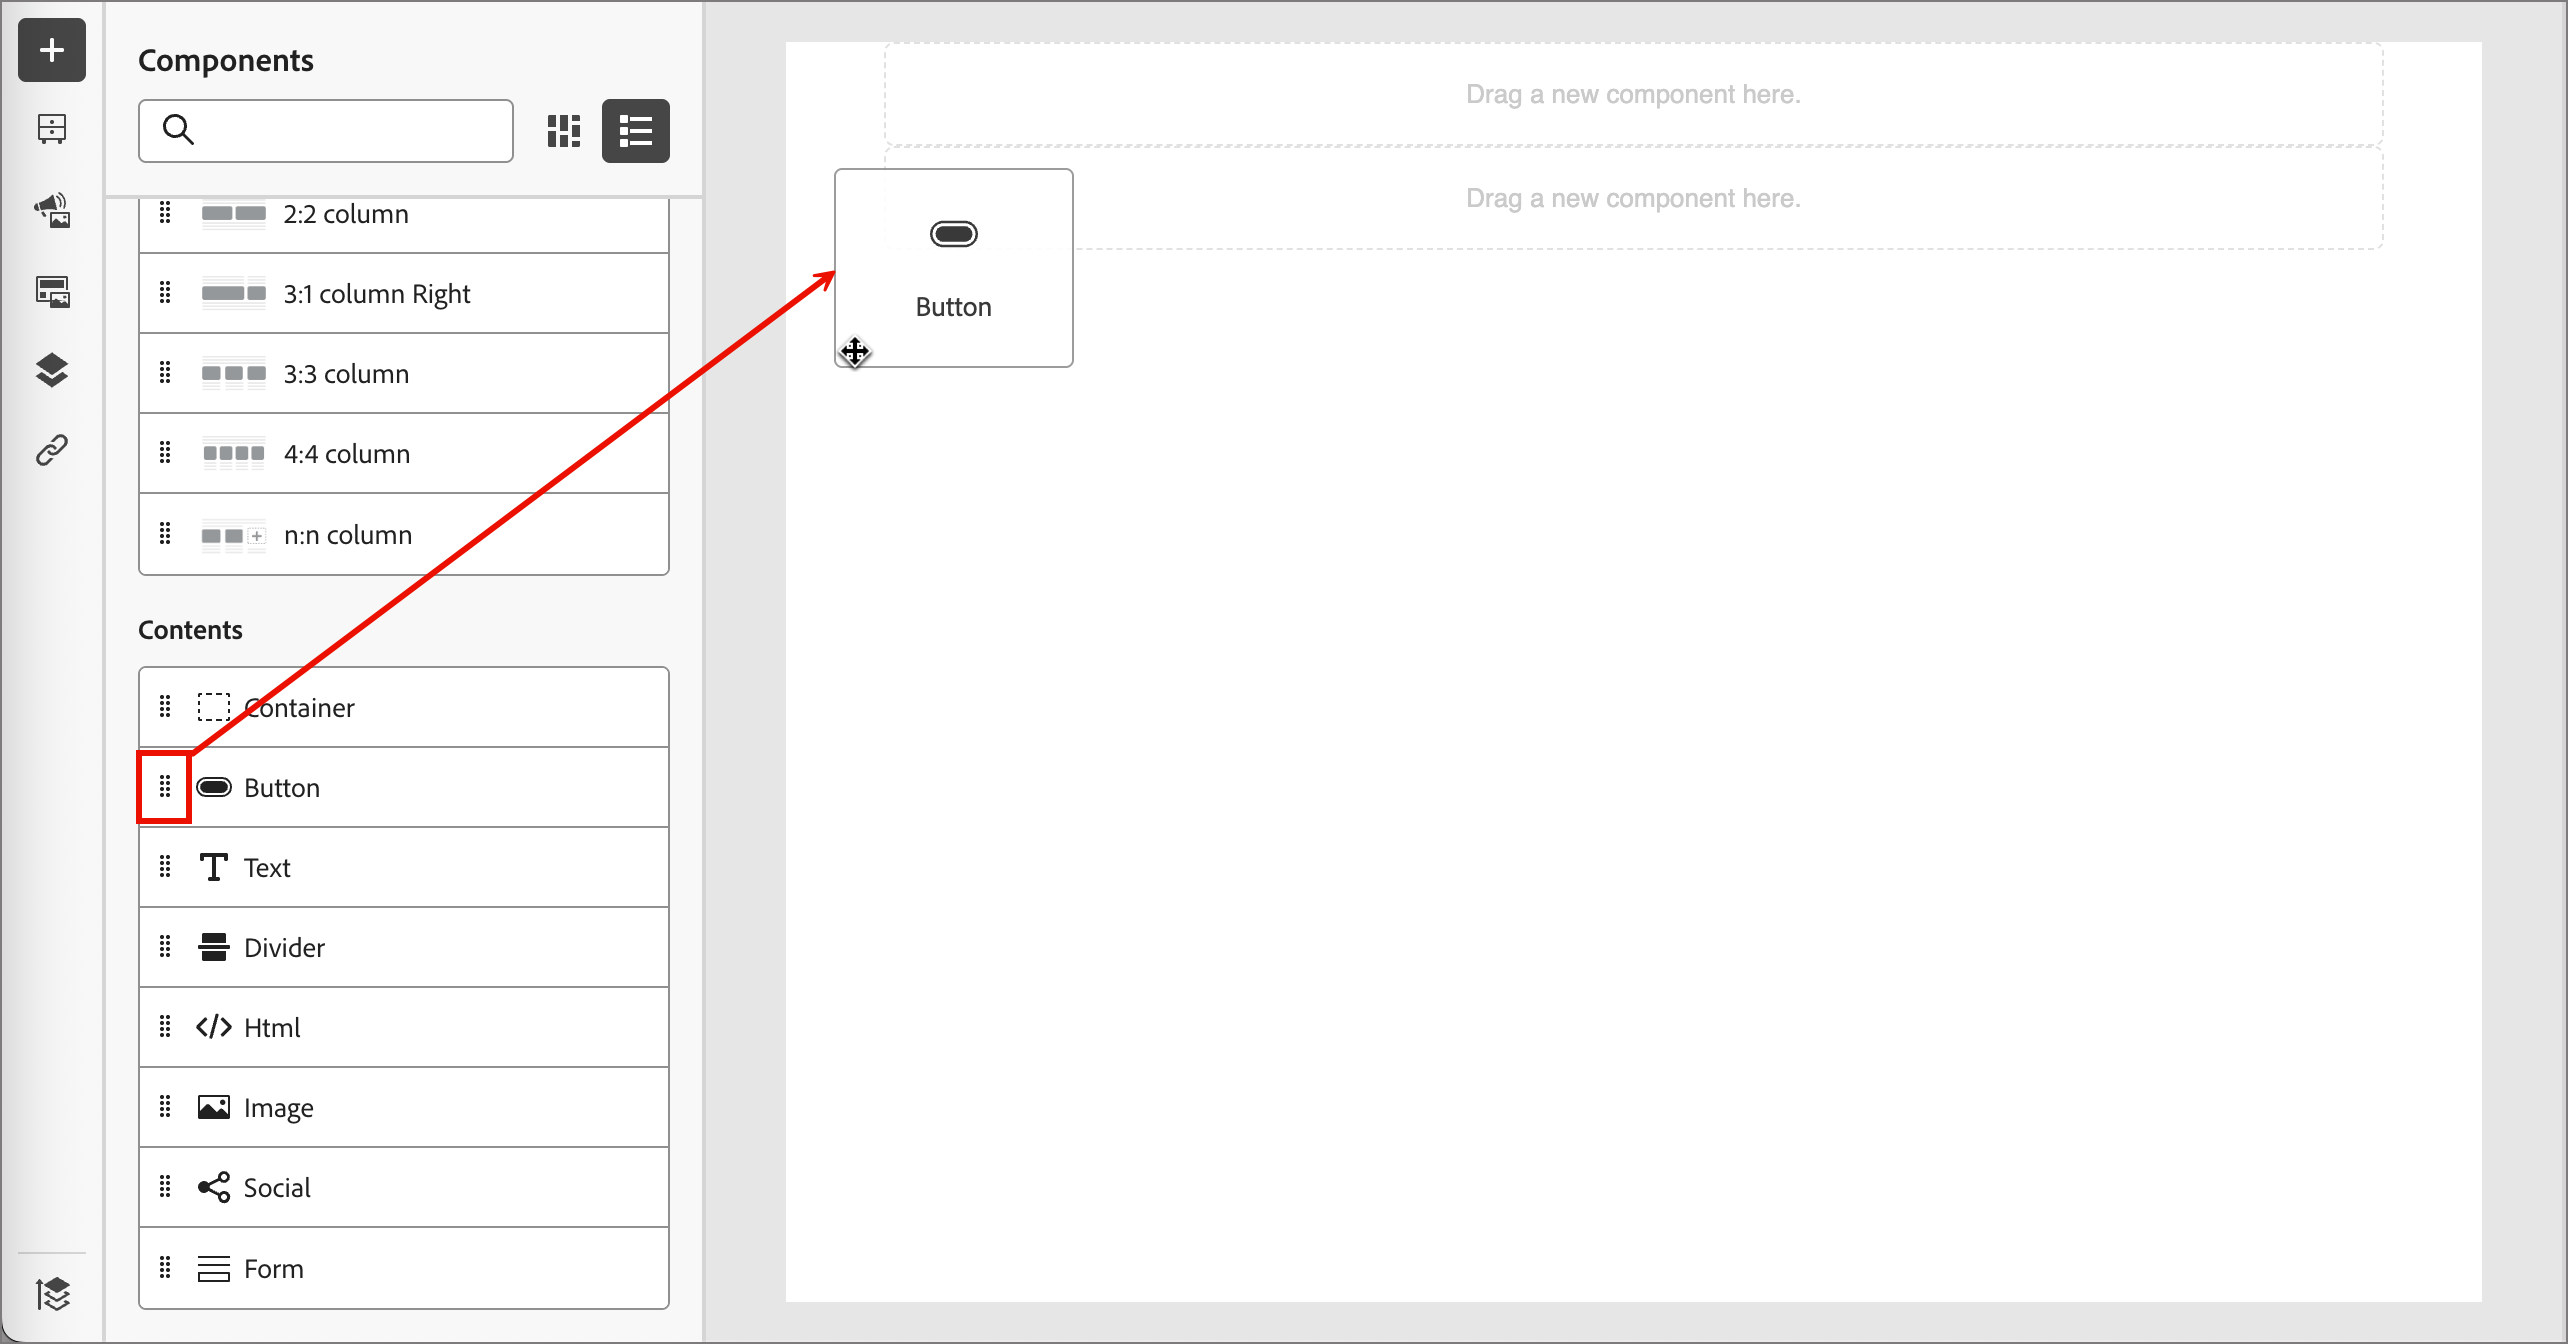 Components
2:2 column
3:1 column Right
3:3 column
4:4 column
n:n column
Contents
Container
Button
Text
Divider
Html
Image
Social
Form
Drag a new component here.
Drag a new component here.
Button